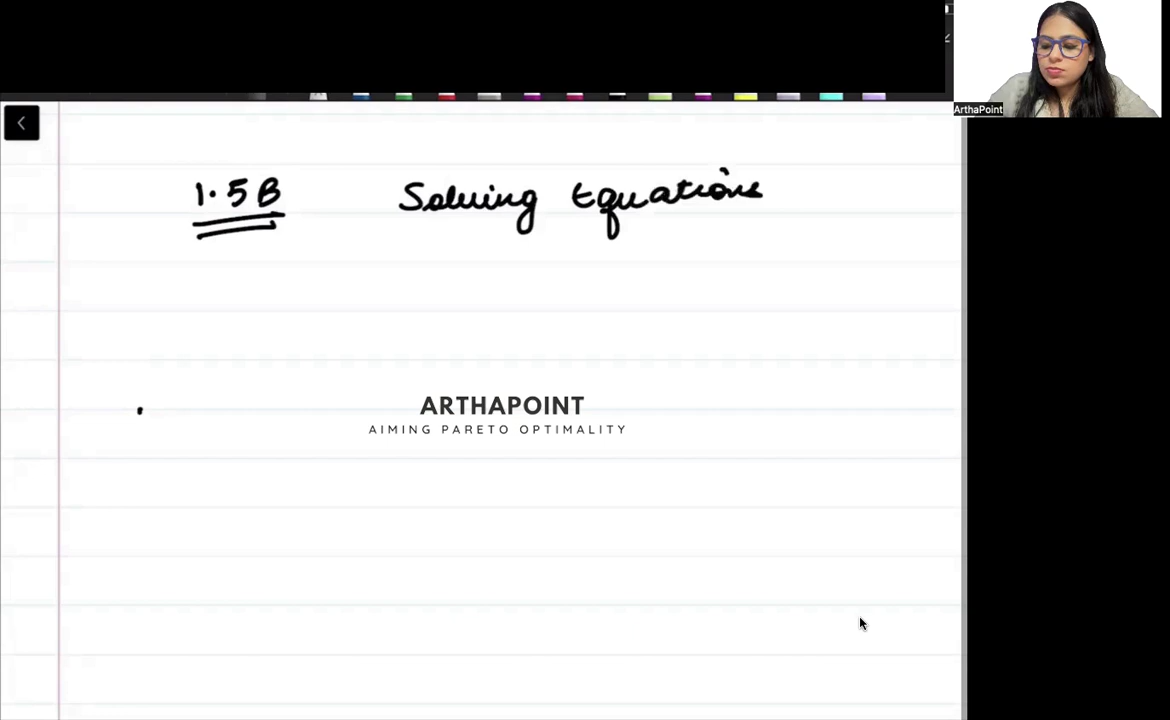 ArthaPoint
1.5B Solving Equations
ARTHAPOINT
AIMING PARETO OPTIMALITY